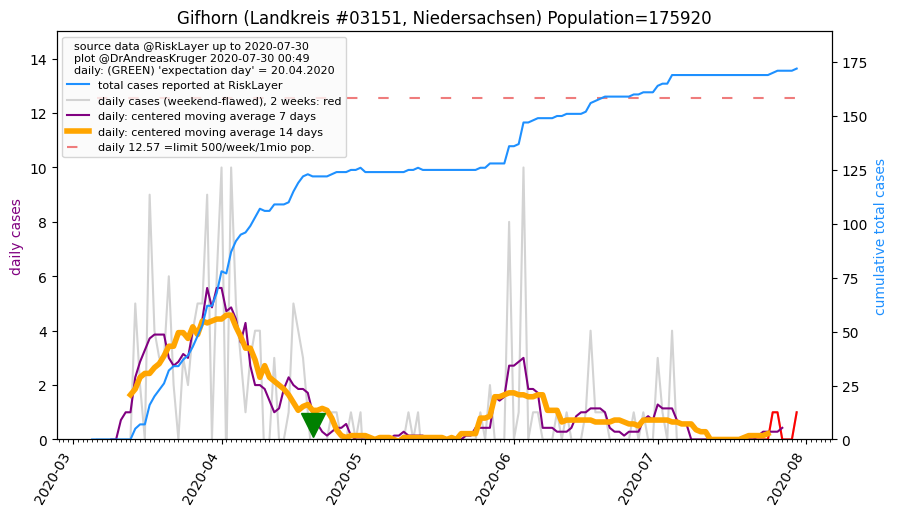 Gifhorn (Landkreis #03151, Niedersachsen) Population=175920
source data @RiskLayer up to 2020-07-30
plot @DrAndreasKruger 2020-07-30 00:49
daily: (GREEN) 'expectation day' = 20.04.2020
total cases reported at RiskLayer
daily cases (weekend-flawed), 2 weeks: red
daily: centered moving average 7 days
daily: centered moving average 14 days
daily 12.57 =limit 500/week/1mio pop.
daily cases
14
12
10
8
6
4
2
0
cumulative total cases
175
150
125
100
75
50
25
0
2020-03
2020-04
2020-05
2020-06
2020-07
2020-08